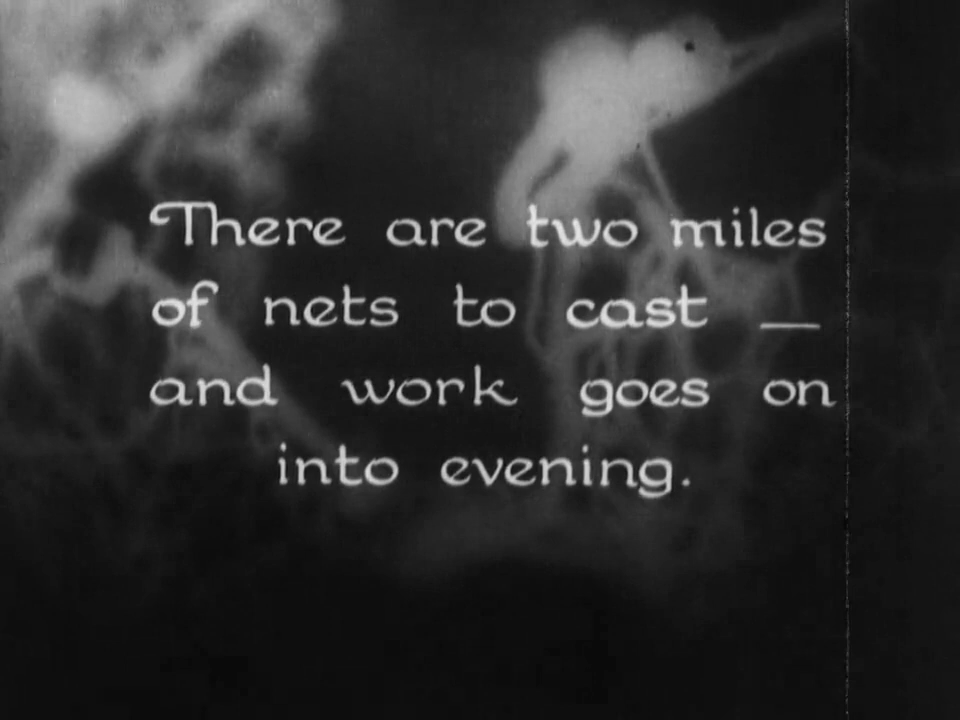 There are two miles
of nets to cast —
and work goes on
into evening.